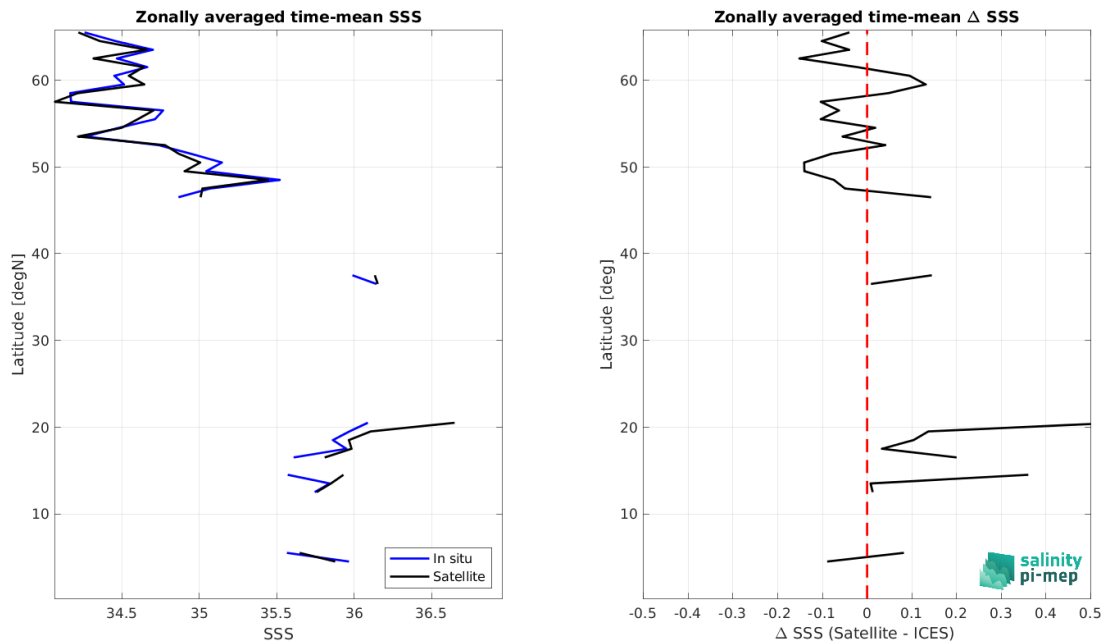 Zonally averaged time-mean SSS
60
50
40
30
20
10
Latitude [degN]
34.5 35 35.5 36 36.5
SSS
In situ
Satellite
Zonally averaged time-mean Δ SSS
60
50
40
30
20
10
Latitude [deg]
-0.5 -0.4 -0.3 -0.2 -0.1 0 0.1 0.2 0.3 0.4 0.5
Δ SSS (Satellite - ICES)
salinity
pi-mep